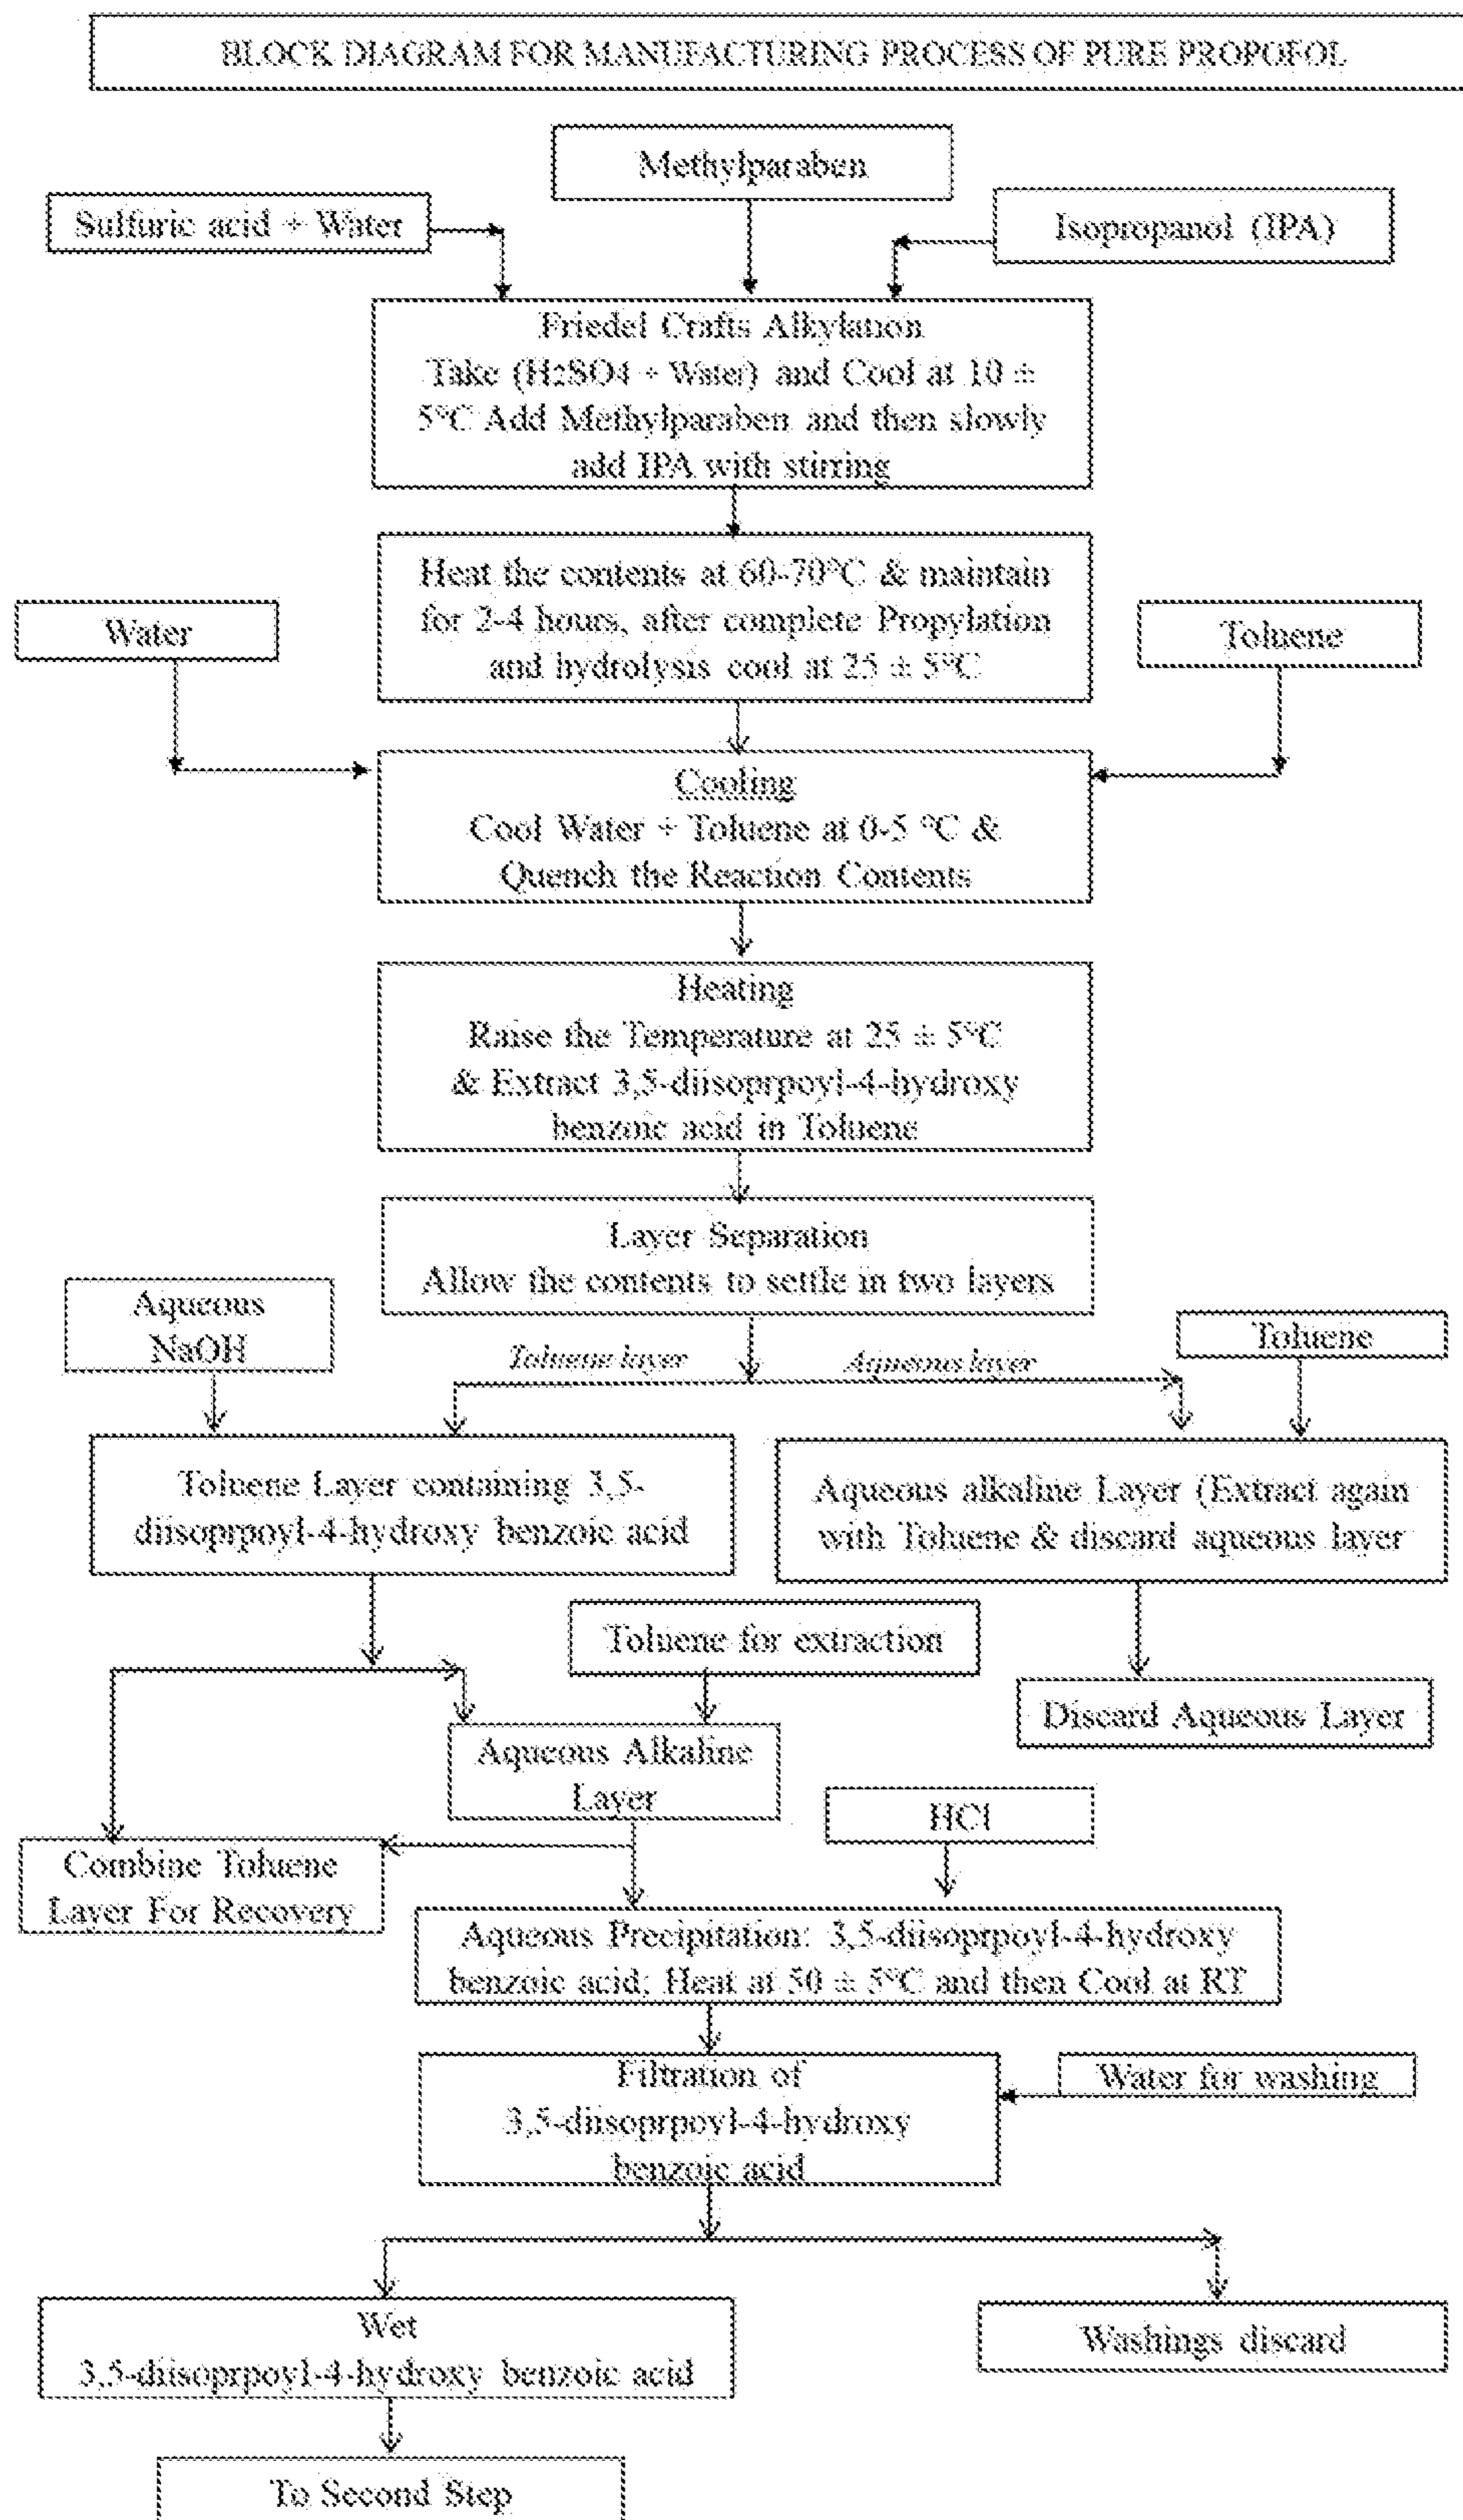 BLOCK DIAGRAM FOR MANUFACTURING PROCESS OF PURE PROPOFOL
Methylparaben
Sulfuric acid + Water
Isopropanol (IPA)
Friedel Crafts Alkylation
Take (H2SO4 + Water) and Cool at 10 ±
5°C Add Methylparaben and then slowly
add IPA with stirring
Heat the contents at 60-70°C & maintain
for 2-4 hours, after complete Propylation
and hydrolysis cool at 25 ± 5°C
Water
Toluene
Cooling
Cool Water + Toluene at 0-5 °C &
Quench the Reaction Contents
Heating
Raise the Temperature at 25 ± 5°C
& Extract 3,5-diisoprpoyl-4-hydroxy
benzoic acid in Toluene
Layer Separation
Allow the contents to settle in two layers
Aqueous
NaOH
Toluene layer
Aqueous layer
Toluene
Toluene Layer containing 3,5-
diisoprpoyl-4-hydroxy benzoic acid
Aqueous alkaline Layer (Extract again
with Toluene & discard aqueous layer
Toluene for extraction
Discard Aqueous Layer
Aqueous Alkaline
Layer
HCl
Combine Toluene
Layer For Recovery
Aqueous Precipitation: 3,5-diisoprpoyl-4-hydroxy
benzoic acid; Heat at 50 ± 5°C and then Cool at RT
Filtration of
3,5-diisoprpoyl-4-hydroxy
benzoic acid
Water for washing
Wet
3,5-diisoprpoyl-4-hydroxy benzoic acid
Washings discard
To Second Step